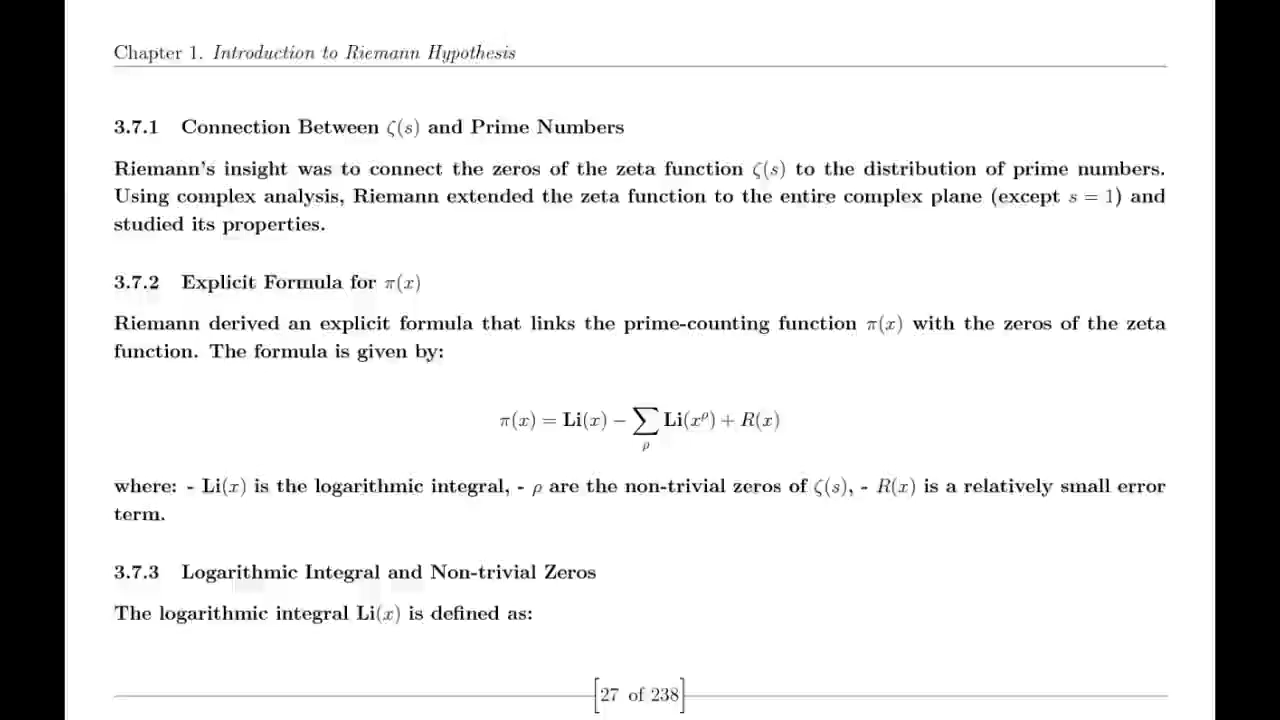 Chapter 1. Introduction to Riemann Hypothesis
3.7.1 Connection Between ζ(s) and Prime Numbers
Riemann's insight was to connect the zeros of the zeta function ζ(s) to the distribution of prime numbers.
Using complex analysis, Riemann extended the zeta function to the entire complex plane (except s = 1) and
studied its properties.
3.7.2 Explicit Formula for π(x)
Riemann derived an explicit formula that links the prime-counting function π(x) with the zeros of the zeta
function. The formula is given by:
π(x) = Li(x) − ∑ Li(x^ρ) + R(x)
ρ
where: - Li(x) is the logarithmic integral, - ρ are the non-trivial zeros of ζ(s), - R(x) is a relatively small error
term.
3.7.3 Logarithmic Integral and Non-trivial Zeros
The logarithmic integral Li(x) is defined as:
[27 of 238]